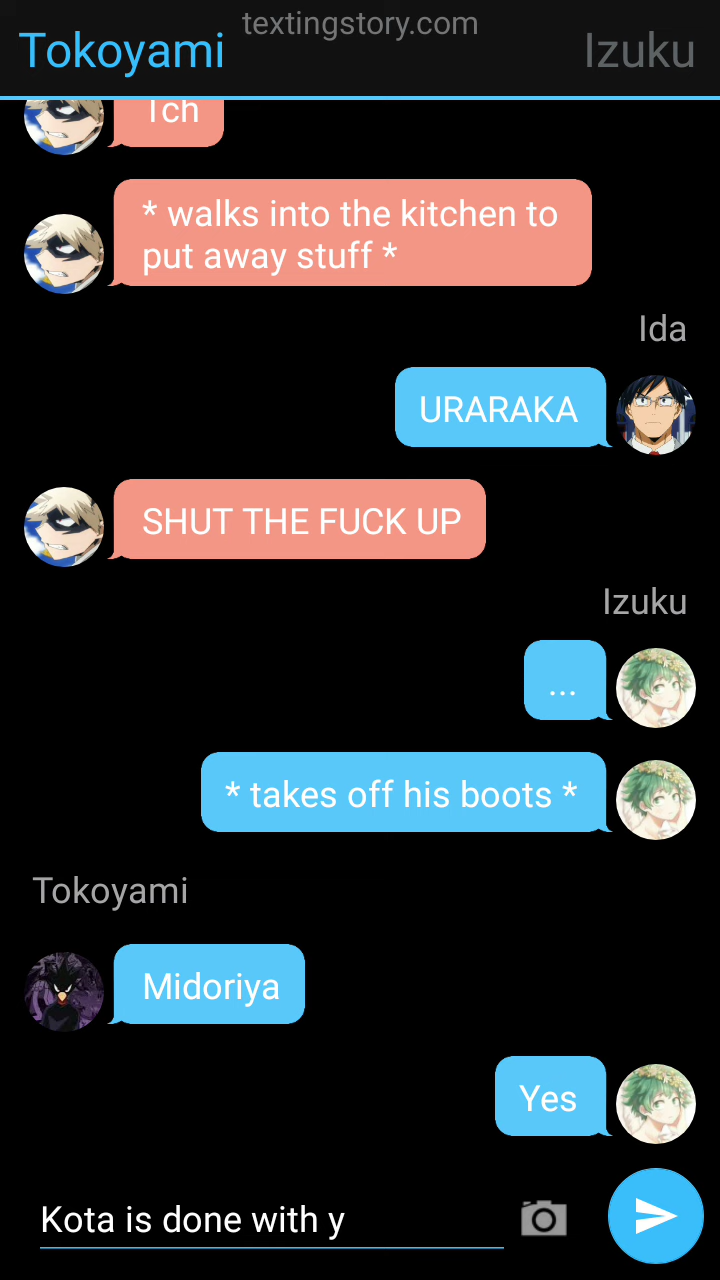 textingstory.com
Tokoyami
Izuku
Tch
* walks into the kitchen to
put away stuff *
Ida
URARAKA
SHUT THE FUCK UP
Izuku
...
* takes off his boots *
Tokoyami
Midoriya
Yes
Kota is done with y